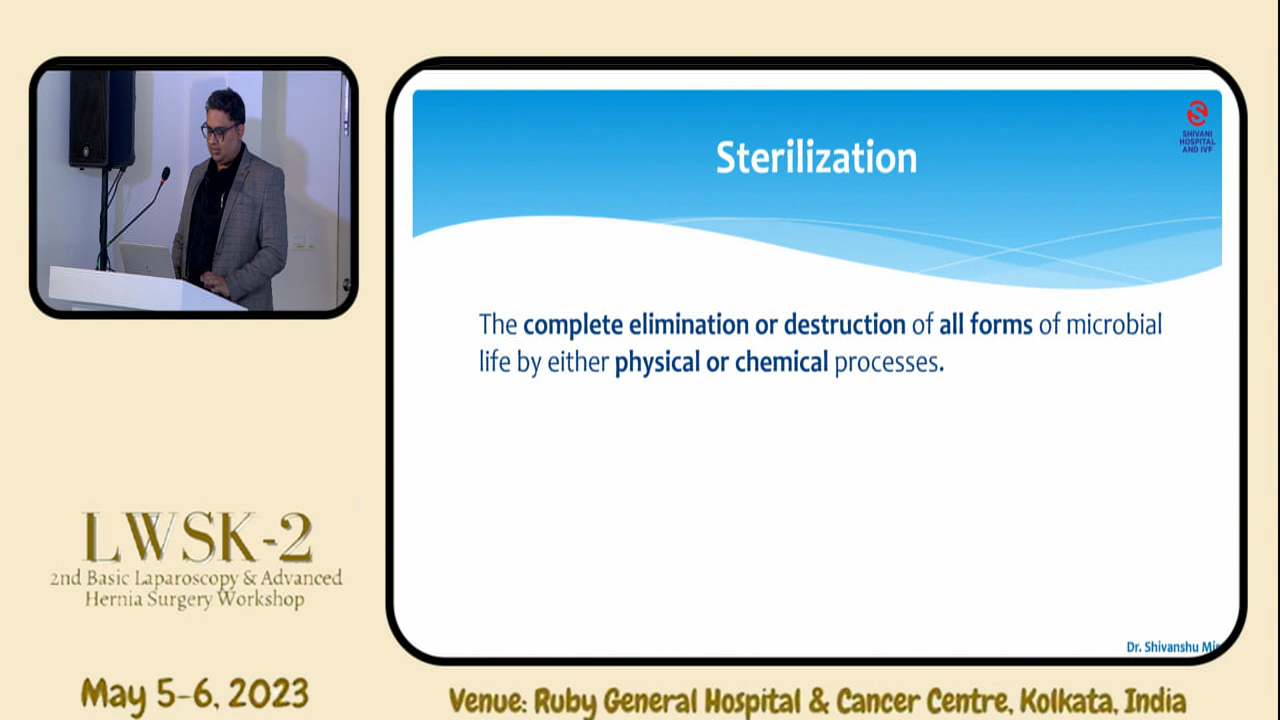 Sterilization
SHIVANI
HOSPITAL
AND IVF
The complete elimination or destruction of all forms of microbial
life by either physical or chemical processes.
Dr. Shivanshu
LWSK-2
2nd Basic Laparoscopy & Advanced
Hernia Surgery Workshop
May 5-6, 2023
Venue: Ruby General Hospital & Cancer Centre, Kolkata, India